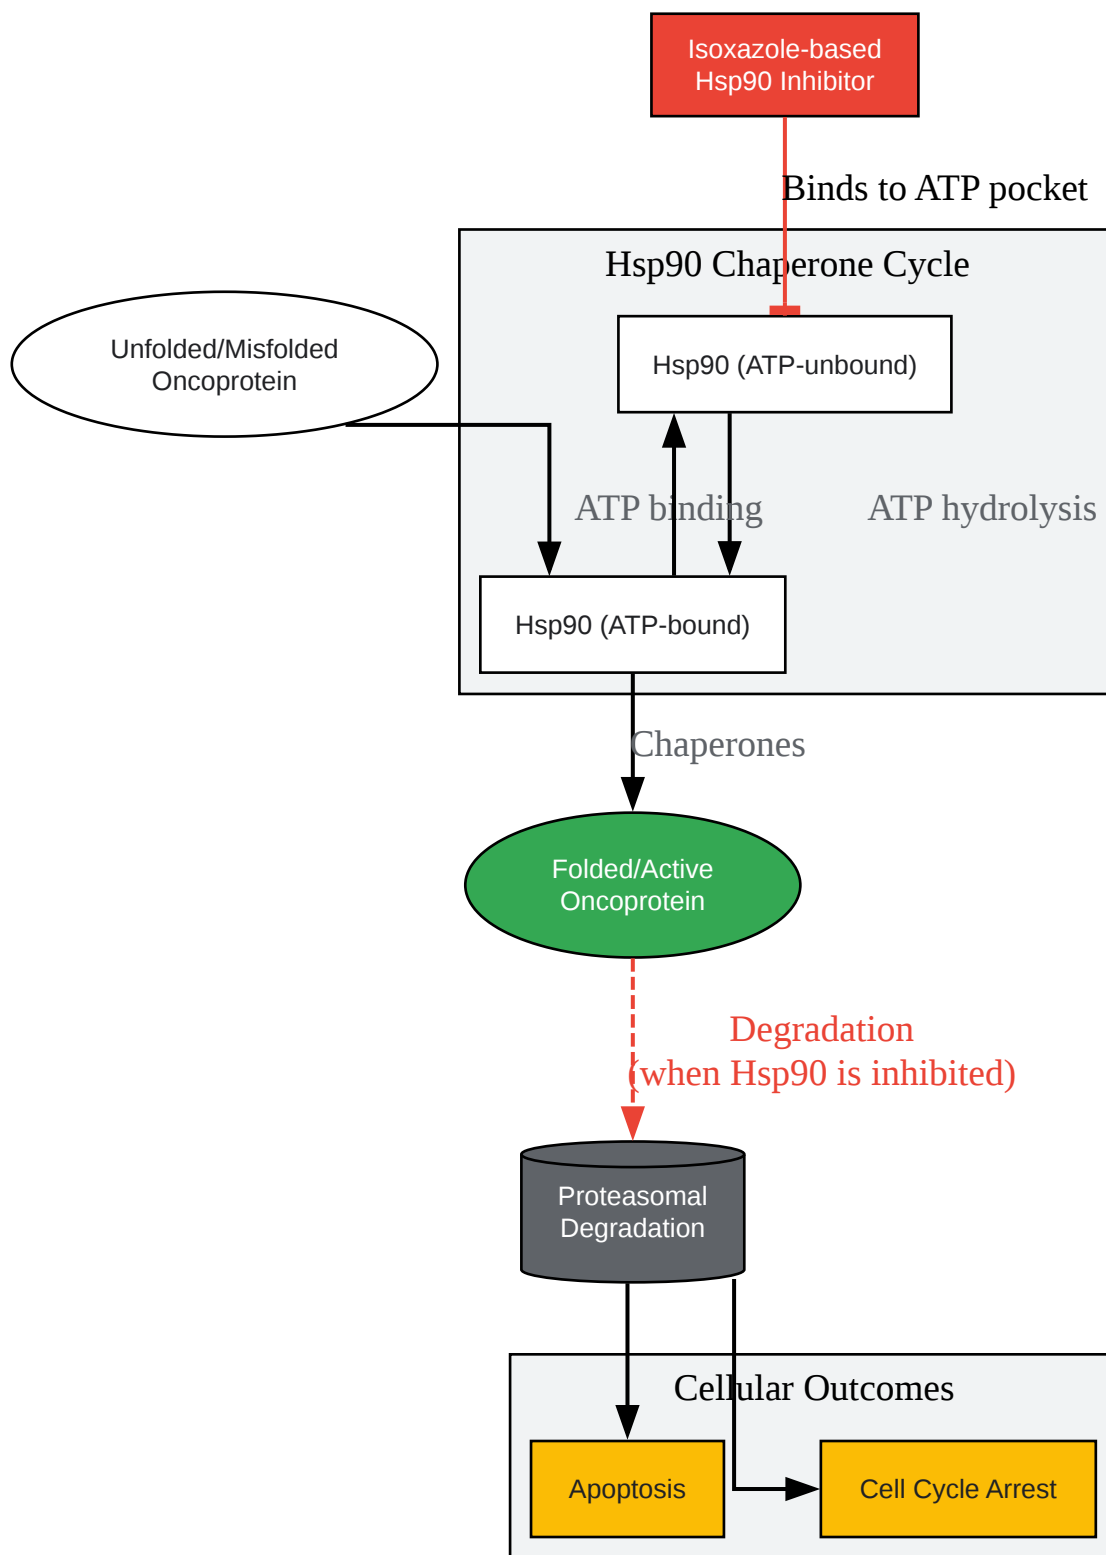 Isoxazole-based
Hsp90 Inhibitor
Binds to ATP pocket
Hsp90 Chaperone Cycle
Unfolded/Misfolded
Oncoprotein
Hsp90 (ATP-unbound)
ATP binding
ATP hydrolysis
Hsp90 (ATP-bound)
Chaperones
Folded/Active
Oncoprotein
Degradation
(when Hsp90 is inhibited)
Proteasomal
Degradation
Cellular Outcomes
Apoptosis
Cell Cycle Arrest